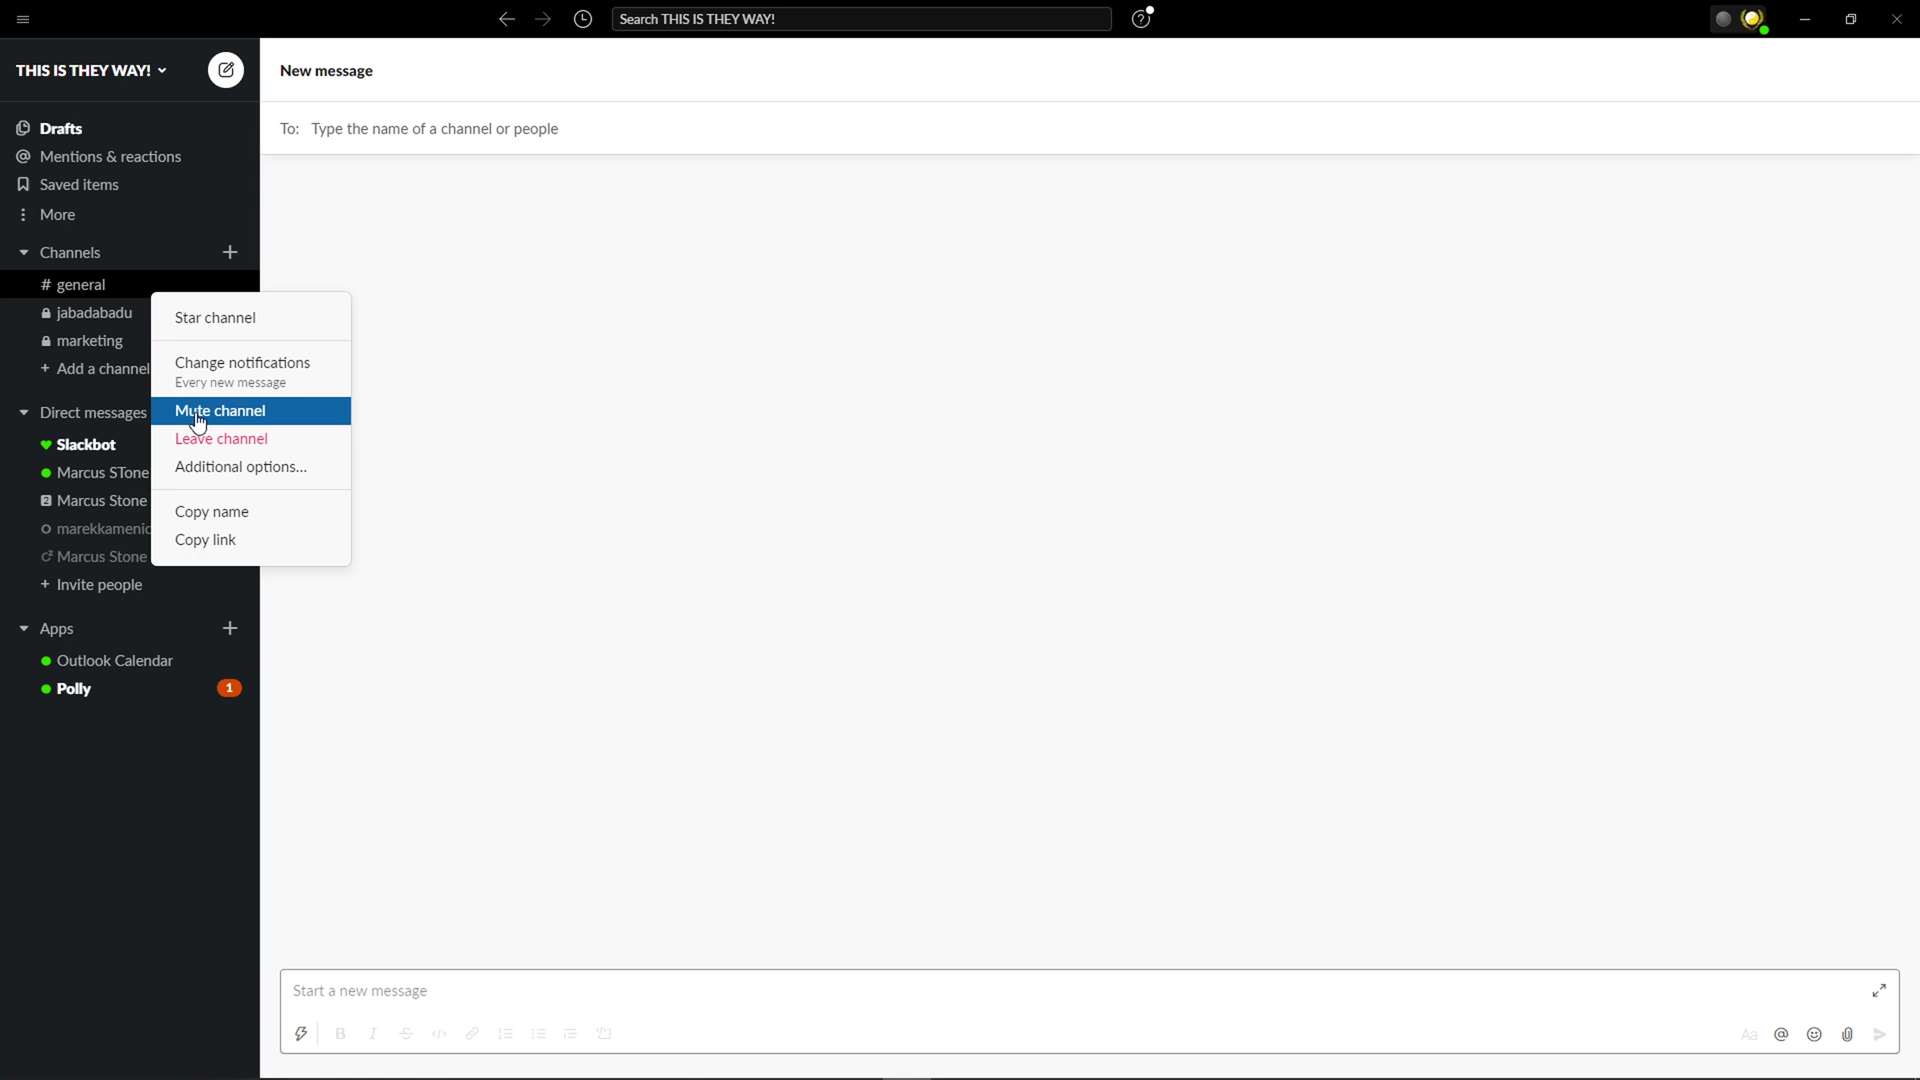 Search THIS IS THEY WAY!
THIS IS THEY WAY!
New message
To: Type the name of a channel or people
Drafts
Mentions & reactions
Saved items
More
Channels
# general
jabadabadu
marketing
+ Add a channel
Direct messages
Slackbot
Marcus STone
2 Marcus Stone
marekkamenic
Marcus Stone
+ Invite people
Apps
Outlook Calendar
Polly 1
Star channel
Change notifications
Every new message
Mute channel
Leave channel
Additional options...
Copy name
Copy link
Start a new message
Aa @